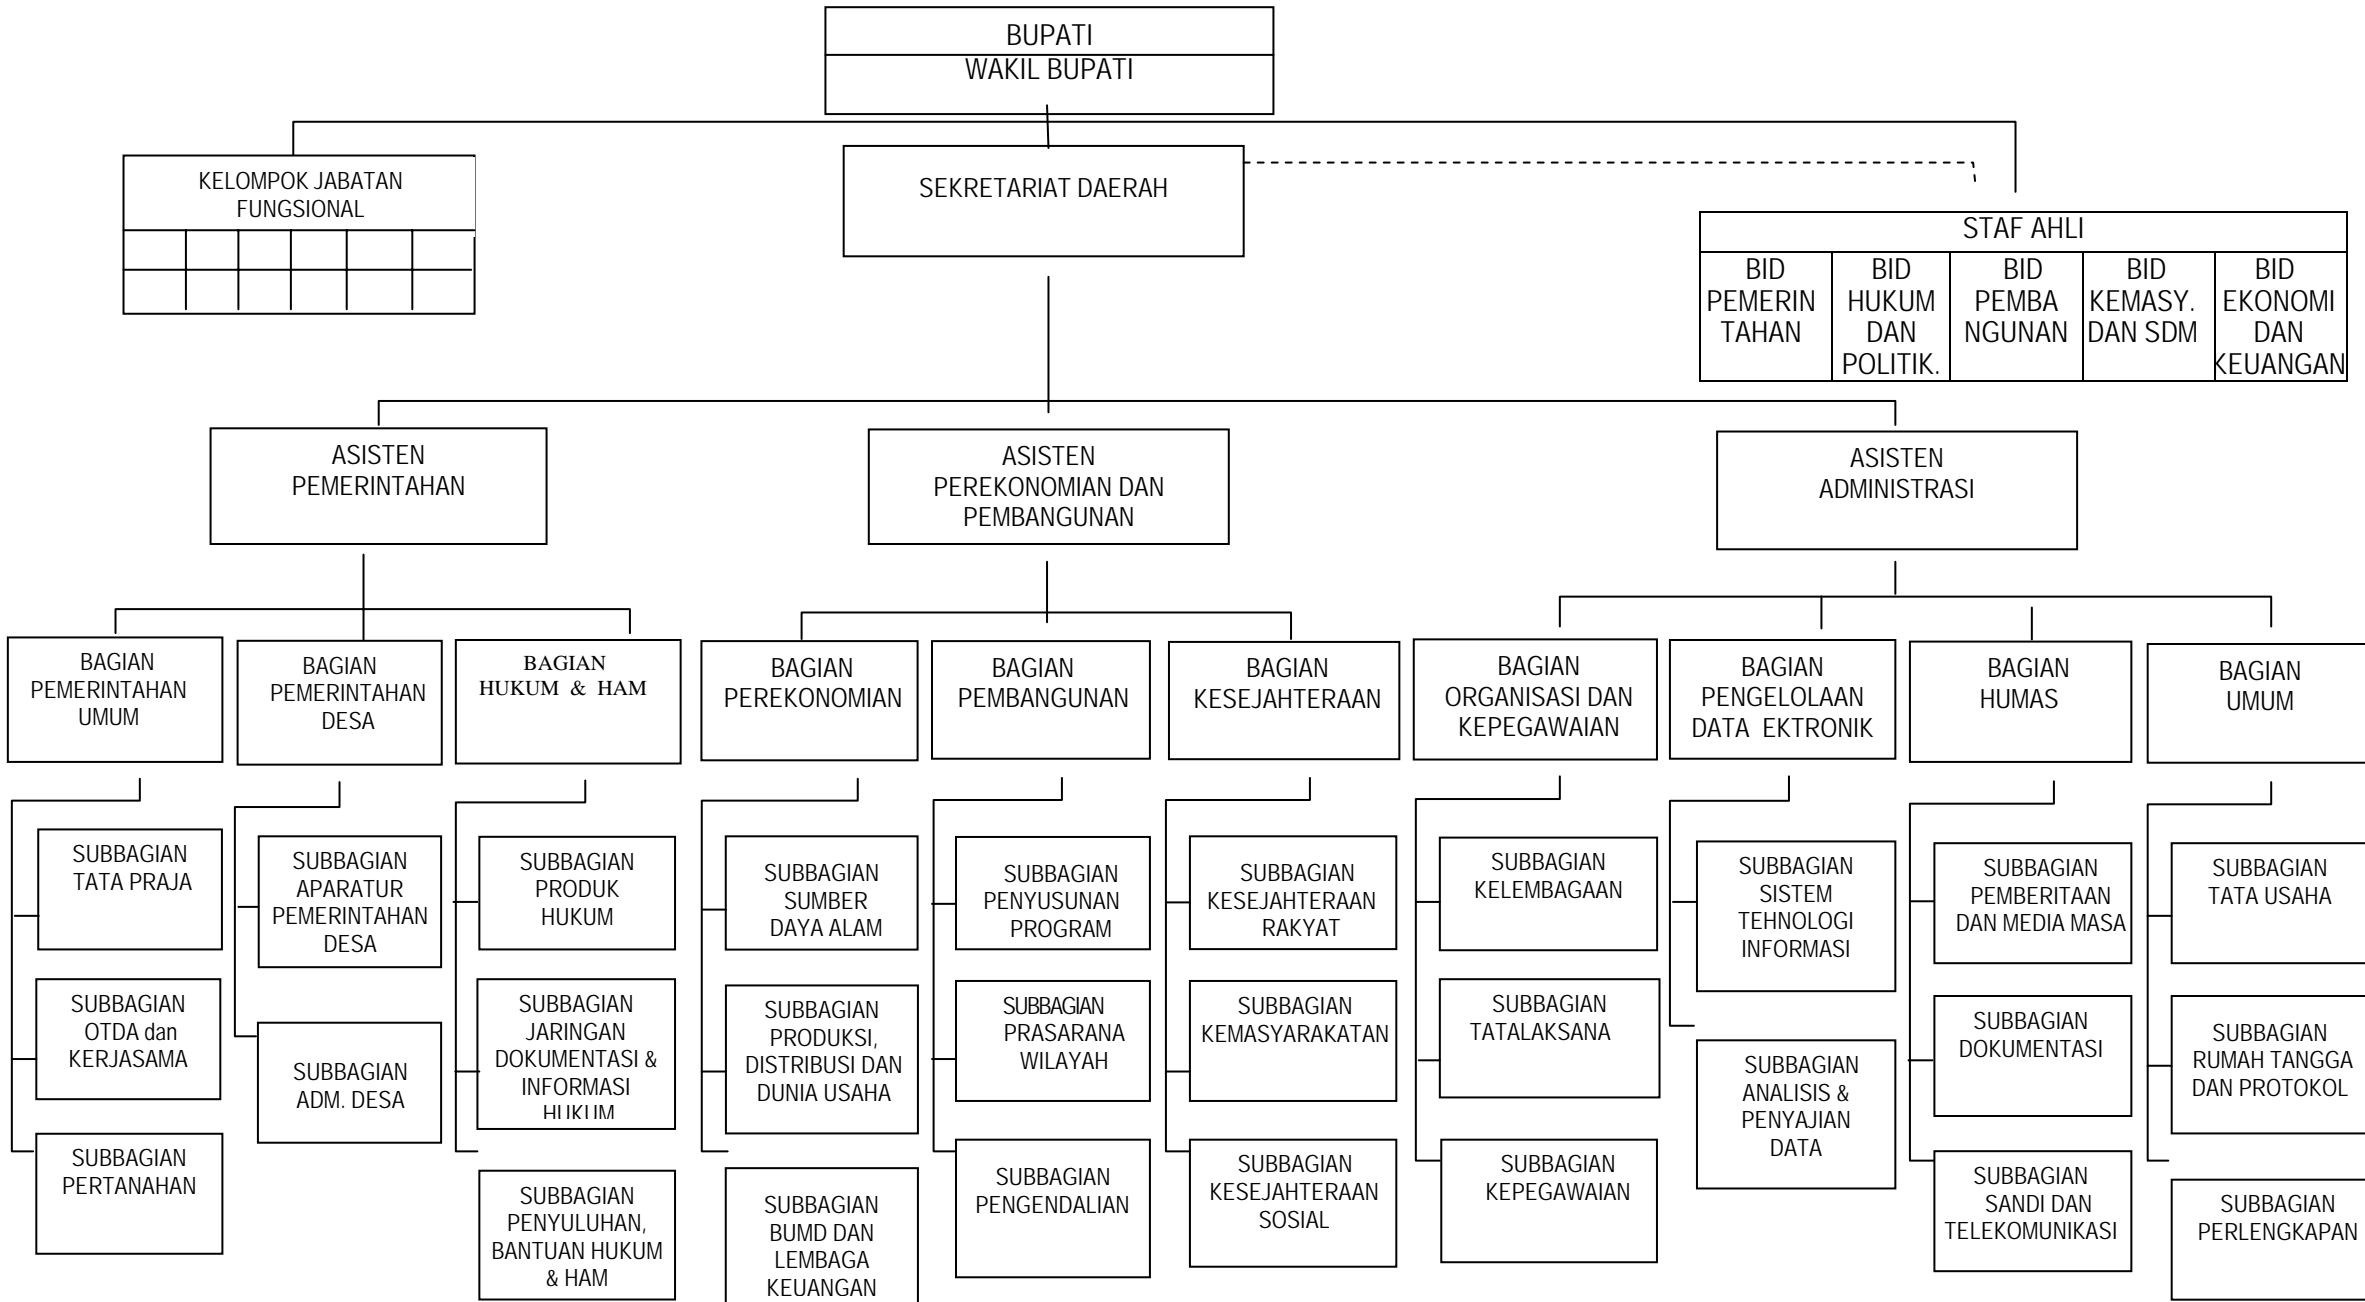 BUPATI
WAKIL BUPATI
KELOMPOK JABATAN
FUNGSIONAL
SEKRETARIAT DAERAH
STAF AHLI
BID
PEMERIN
TAHAN
BID
HUKUM
DAN
POLITIK.
BID
PEMBA
NGUNAN
BID
KEMASY.
DAN SDM
BID
EKONOMI
DAN
KEUANGAN
ASISTEN
PEMERINTAHAN
ASISTEN
PEREKONOMIAN DAN
PEMBANGUNAN
ASISTEN
ADMINISTRASI
BAGIAN
PEMERINTAHAN
UMUM
BAGIAN
PEMERINTAHAN
DESA
BAGIAN
HUKUM & HAM
BAGIAN
PEREKONOMIAN
BAGIAN
PEMBANGUNAN
BAGIAN
KESEJAHTERAAN
BAGIAN
ORGANISASI DAN
KEPEGAWAIAN
BAGIAN
PENGELOLAAN
DATA EKTRONIK
BAGIAN
HUMAS
BAGIAN
UMUM
SUBBAGIAN
TATA PRAJA
SUBBAGIAN
APARATUR
PEMERINTAHAN
DESA
SUBBAGIAN
PRODUK
HUKUM
SUBBAGIAN
SUMBER
DAYA ALAM
SUBBAGIAN
PENYUSUNAN
PROGRAM
SUBBAGIAN
KESEJAHTERAAN
RAKYAT
SUBBAGIAN
KELEMBAGAAN
SUBBAGIAN
SISTEM
TEHNOLOGI
INFORMASI
SUBBAGIAN
PEMBERITAAN
DAN MEDIA MASA
SUBBAGIAN
TATA USAHA
SUBBAGIAN
OTDA dan
KERJASAMA
SUBBAGIAN
ADM. DESA
SUBBAGIAN
JARINGAN
DOKUMENTASI &
INFORMASI
HUKUM
SUBBAGIAN
PRODUKSI,
DISTRIBUSI DAN
DUNIA USAHA
SUBBAGIAN
PRASARANA
WILAYAH
SUBBAGIAN
KEMASYARAKATAN
SUBBAGIAN
TATALAKSANA
SUBBAGIAN
ANALISIS &
PENYAJIAN
DATA
SUBBAGIAN
DOKUMENTASI
SUBBAGIAN
RUMAH TANGGA
DAN PROTOKOL
SUBBAGIAN
PERTANAHAN
SUBBAGIAN
PENYULUHAN,
BANTUAN HUKUM
& HAM
SUBBAGIAN
BUMD DAN
LEMBAGA
KEUANGAN
SUBBAGIAN
PENGENDALIAN
SUBBAGIAN
KESEJAHTERAAN
SOSIAL
SUBBAGIAN
KEPEGAWAIAN
SUBBAGIAN
SANDI DAN
TELEKOMUNIKASI
SUBBAGIAN
PERLENGKAPAN